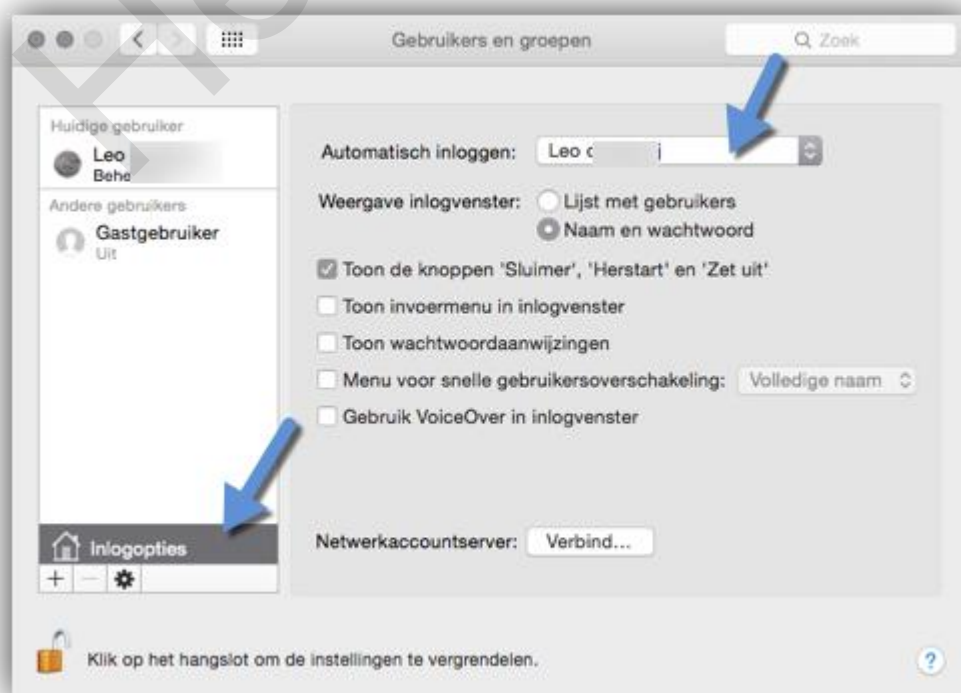 Gebruikers en groepen
Zoek
Huidige gebruiker
Leo
Behe
Andere gebruikers
Gastgebruiker
Uit
Inlogopties
Automatisch inloggen: Leo
Weergave inlogvenster: Lijst met gebruikers
Naam en wachtwoord
Toon de knoppen 'Sluimer', 'Herstart' en 'Zet uit'
Toon invoermenu in inlogvenster
Toon wachtwoordaanwijzingen
Menu voor snelle gebruikersoverschakeling: Volledige naam
Gebruik VoiceOver in inlogvenster
Netwerkaccountserver: Verbind...
Klik op het hangslot om de instellingen te vergrendelen.
?